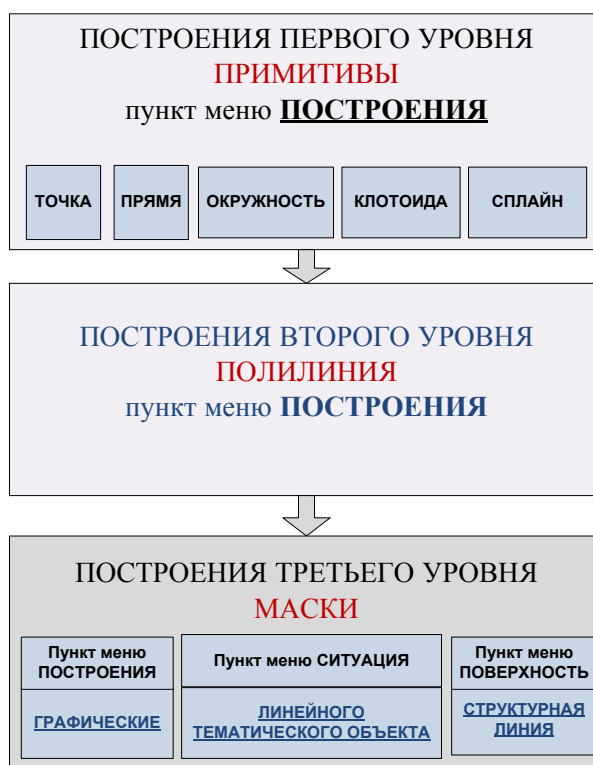 ПОСТРОЕНИЯ ПЕРВОГО УРОВНЯ
ПРИМИТИВЫ
пункт меню ПОСТРОЕНИЯ
ТОЧКА
ПРЯМЯ
ОКРУЖНОСТЬ
КЛОТОИДА
СПЛАЙН
ПОСТРОЕНИЯ ВТОРОГО УРОВНЯ
ПОЛИЛИНИЯ
пункт меню ПОСТРОЕНИЯ
ПОСТРОЕНИЯ ТРЕТЬЕГО УРОВНЯ
МАСКИ
Пункт меню
ПОСТРОЕНИЯ
ГРАФИЧЕСКИЕ
Пункт меню СИТУАЦИЯ
ЛИНЕЙНОГО
ТЕМАТИЧЕСКОГО ОБЪЕКТА
Пункт меню
ПОВЕРХНОСТЬ
СТРУКТУРНАЯ
ЛИНИЯ